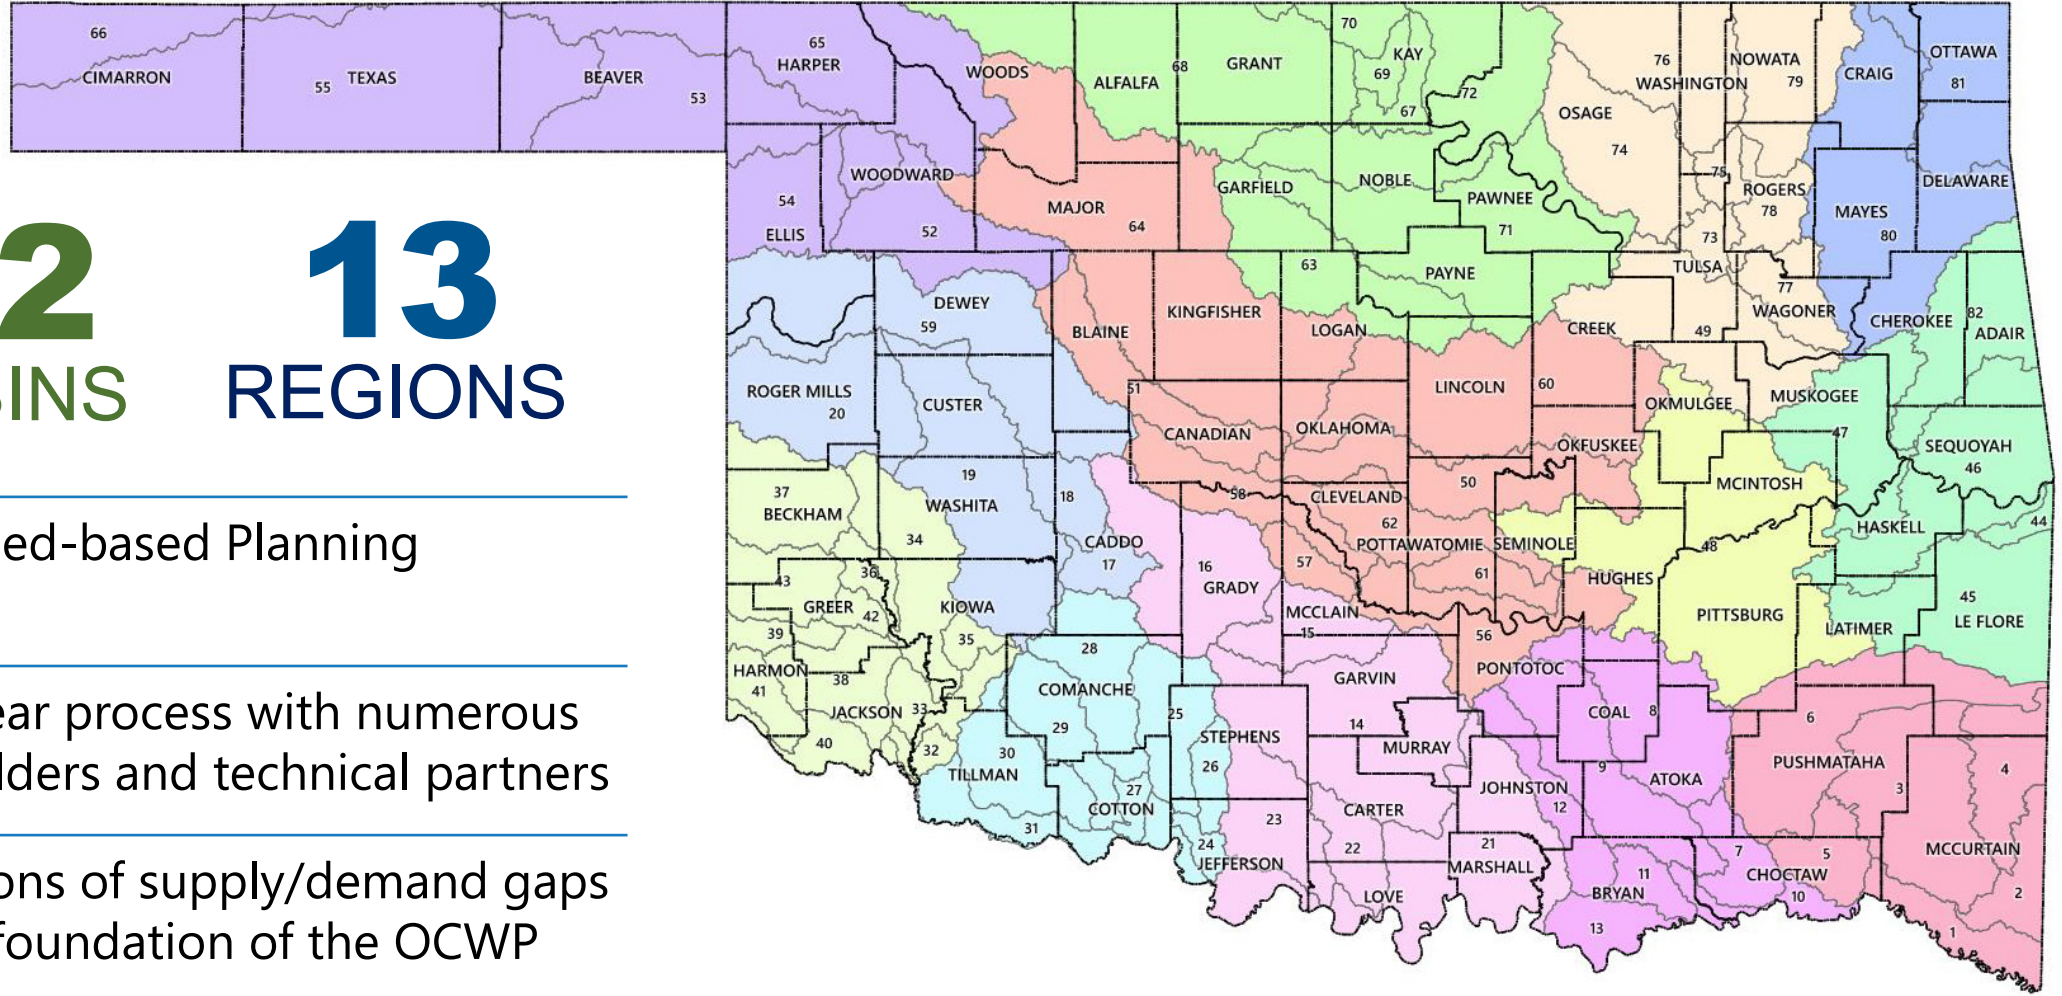 2
INS
13
REGIONS
ed-based Planning
ear process with numerous
lders and technical partners
ons of supply/demand gaps
foundation of the OCWP
66
CIMARRON
55
TEXAS
BEAVER
53
65
HARPER
WOODS
ALFALFA
68
GRANT
70
KAY
69
67
72
76
WASHINGTON
NOWATA
79
CRAIG
OTTAWA
81
OSAGE
74
75
ROGERS
78
73
MAYES
80
DELAWARE
WOODWARD
54
ELLIS
52
MAJOR
64
GARFIELD
NOBLE
PAWNEE
71
63
PAYNE
TULSA
77
WAGONER
CHEROKEE
82
ADAIR
DEWEY
59
BLAINE
KINGFISHER
LOGAN
CREEK
49
ROGER MILLS
20
CUSTER
51
LINCOLN
60
OKMULGEE
MUSKOGEE
CANADIAN
OKLAHOMA
OKFUSKEE
47
SEQUOYAH
46
37
BECKHAM
19
WASHITA
18
58
CLEVELAND
62
50
MCINTOSH
HASKELL
44
34
CADDO
17
16
GRADY
57
POTTAWATOMIE
SEMINOLE
61
48
HUGHES
43
36
GREER
42
KIOWA
MCCLAIN
15
PITTSBURG
LATIMER
45
LE FLORE
39
35
28
56
HARMON
41
38
JACKSON
33
COMANCHE
29
GARVIN
PONTOTOC
25
14
COAL
8
6
40
32
30
TILLMAN
STEPHENS
26
MURRAY
9
ATOKA
PUSHMATAHA
3
4
27
COTTON
31
JOHNSTON
12
CARTER
23
22
24
JEFFERSON
21
MARSHALL
LOVE
7
5
CHOCTAW
10
11
BRYAN
13
MCCURTAIN
2
1